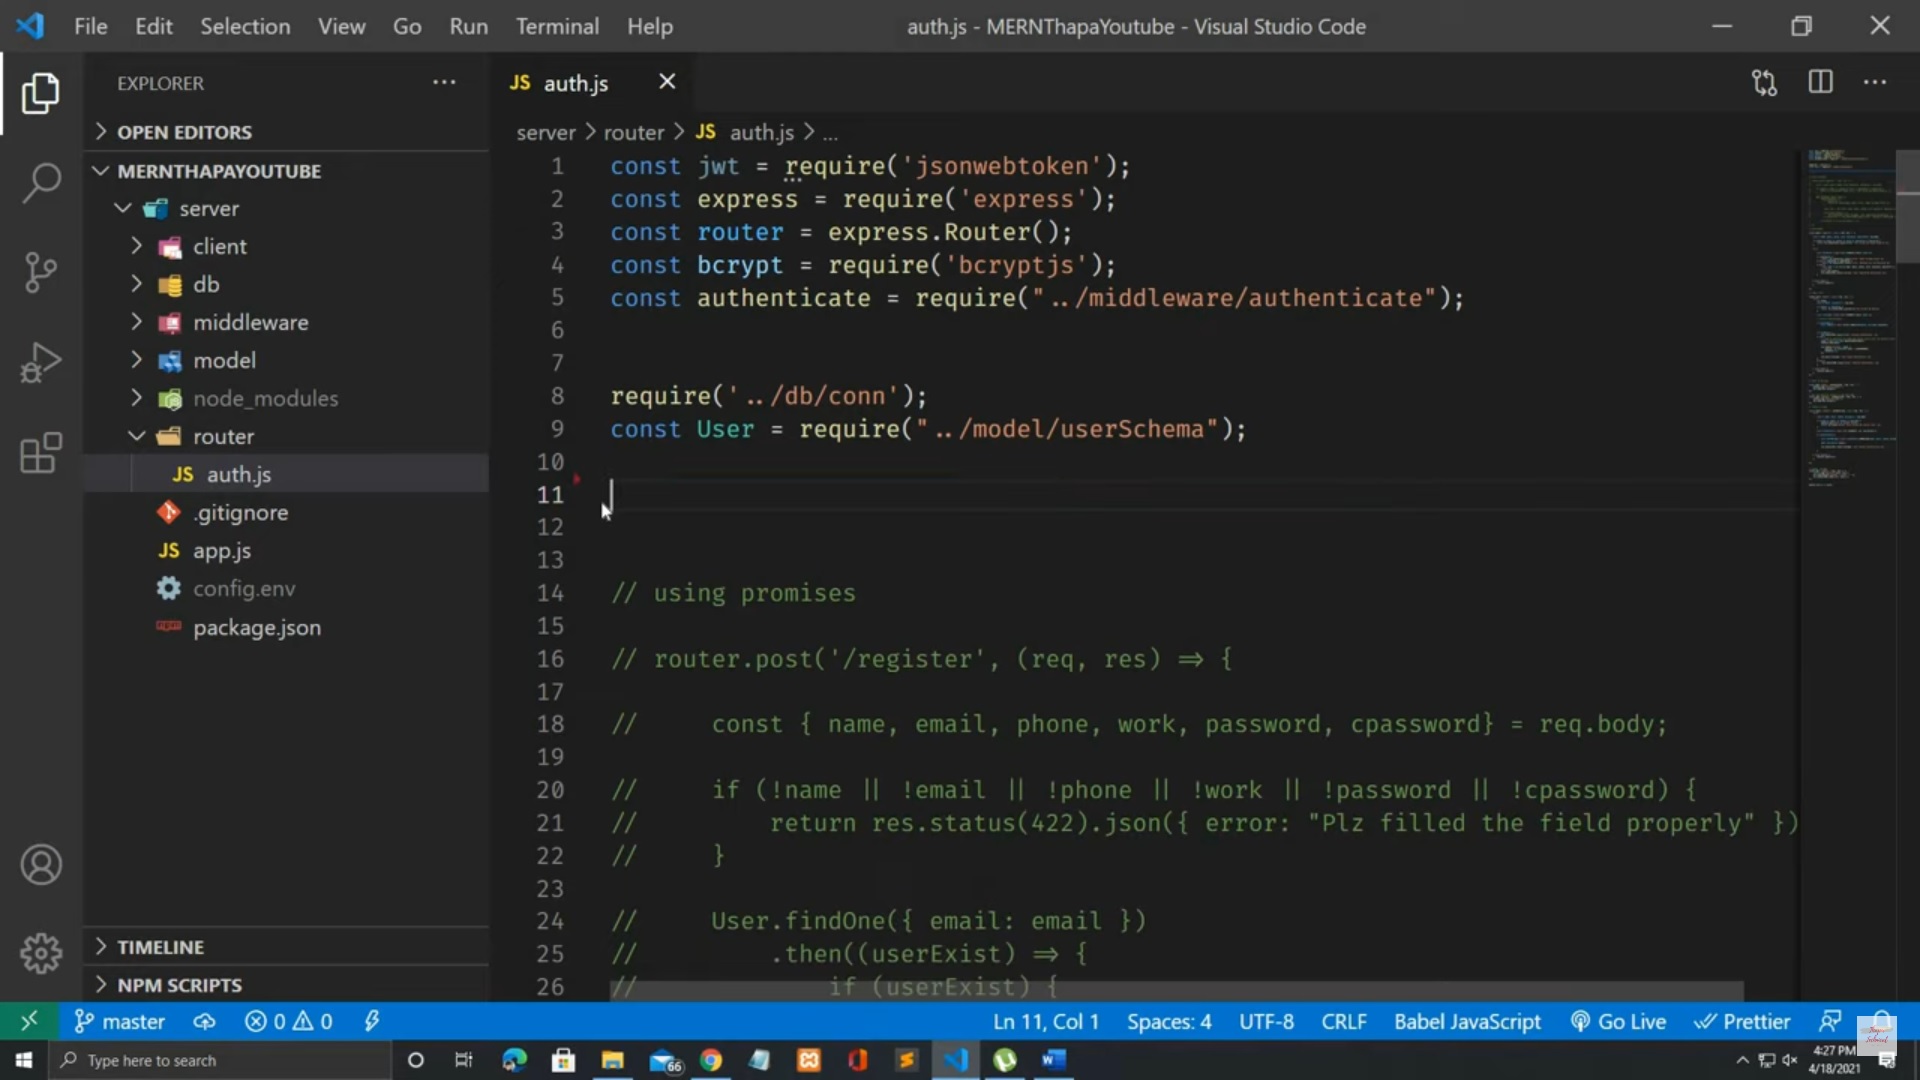 File Edit Selection View Go Run Terminal Help
auth.js - MERNThapaYoutube - Visual Studio Code
EXPLORER
OPEN EDITORS
MERNTHAPAYOUTUBE
server
client
db
middleware
model
node_modules
router
JS auth.js
.gitignore
JS app.js
config.env
package.json
TIMELINE
NPM SCRIPTS
JS auth.js
server > router > JS auth.js > ...
1 const jwt = require('jsonwebtoken');
2 const express = require('express');
3 const router = express.Router();
4 const bcrypt = require('bcryptjs');
5 const authenticate = require("../middleware/authenticate");
6
7
8 require('../db/conn');
9 const User = require("../model/userSchema");
10
11
12
13
14 // using promises
15
16 // router.post('/register', (req, res) => {
17
18 // const { name, email, phone, work, password, cpassword} = req.body;
19
20 // if (!name || !email || !phone || !work || !password || !cpassword) {
21 // return res.status(422).json({ error: "Plz filled the field properly" })
22 // }
23
24 // User.findOne({ email: email })
25 // .then((userExist) => {
26 // if (userExist) {
master 0 0 Ln 11, Col 1 Spaces: 4 UTF-8 CRLF Babel JavaScript Go Live Prettier
Type here to search
66
4:27 PM
4/18/2021